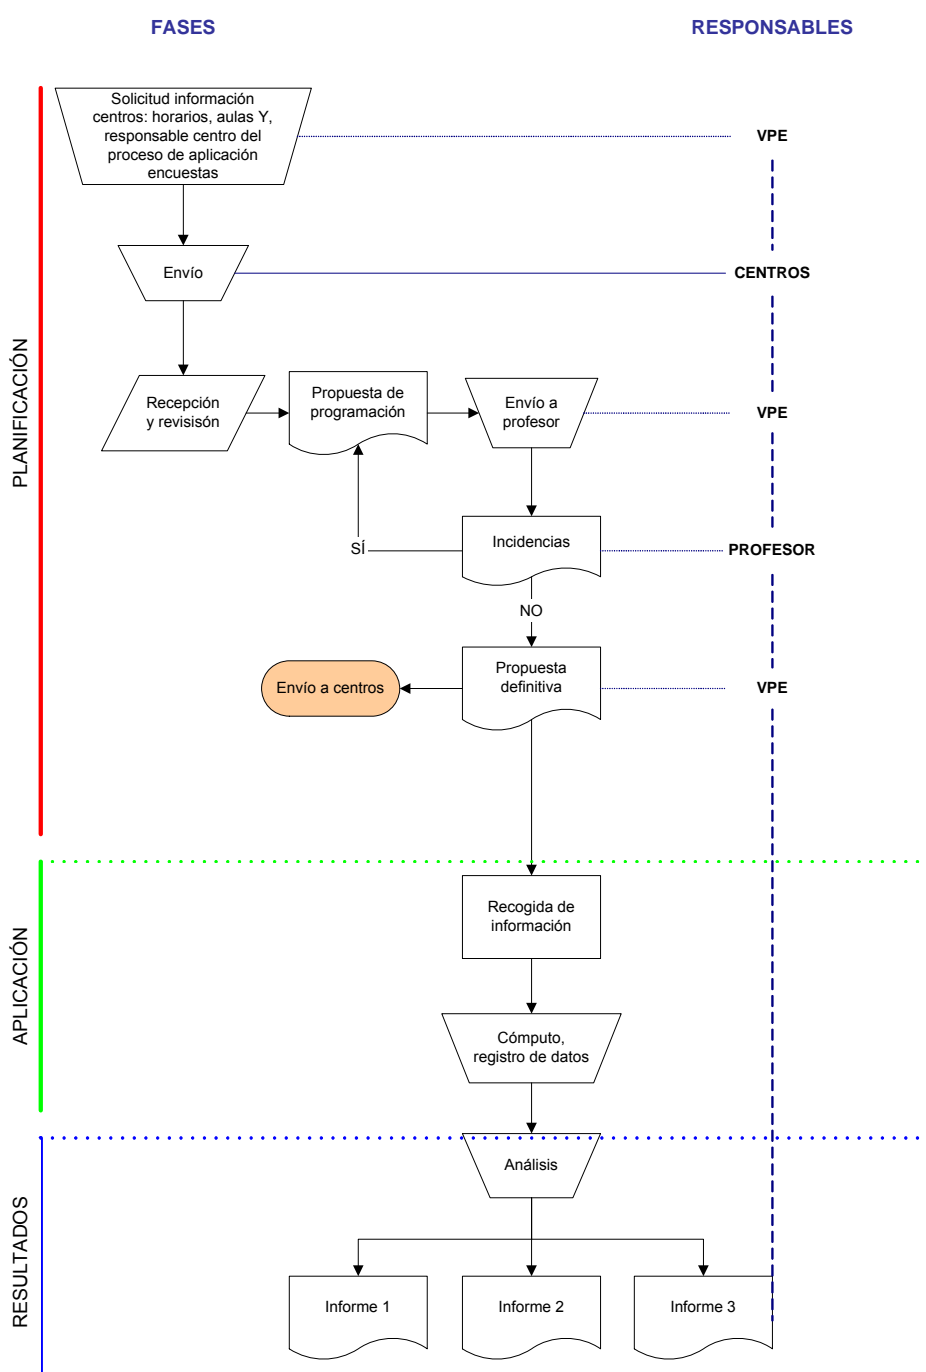 FASES
RESPONSABLES
Solicitud información
centros: horarios, aulas Y,
responsable centro del
proceso de aplicación
encuestas
VPE
Envío
CENTROS
PLANIFICACIÓN
Recepción
y revisisón
Propuesta de
programación
Envío a
profesor
VPE
SÍ
Incidencias
PROFESOR
NO
Envío a centros
Propuesta
definitiva
VPE
APLICACIÓN
Recogida de
información
Cómputo,
registro de datos
RESULTADOS
Análisis
Informe 1
Informe 2
Informe 3